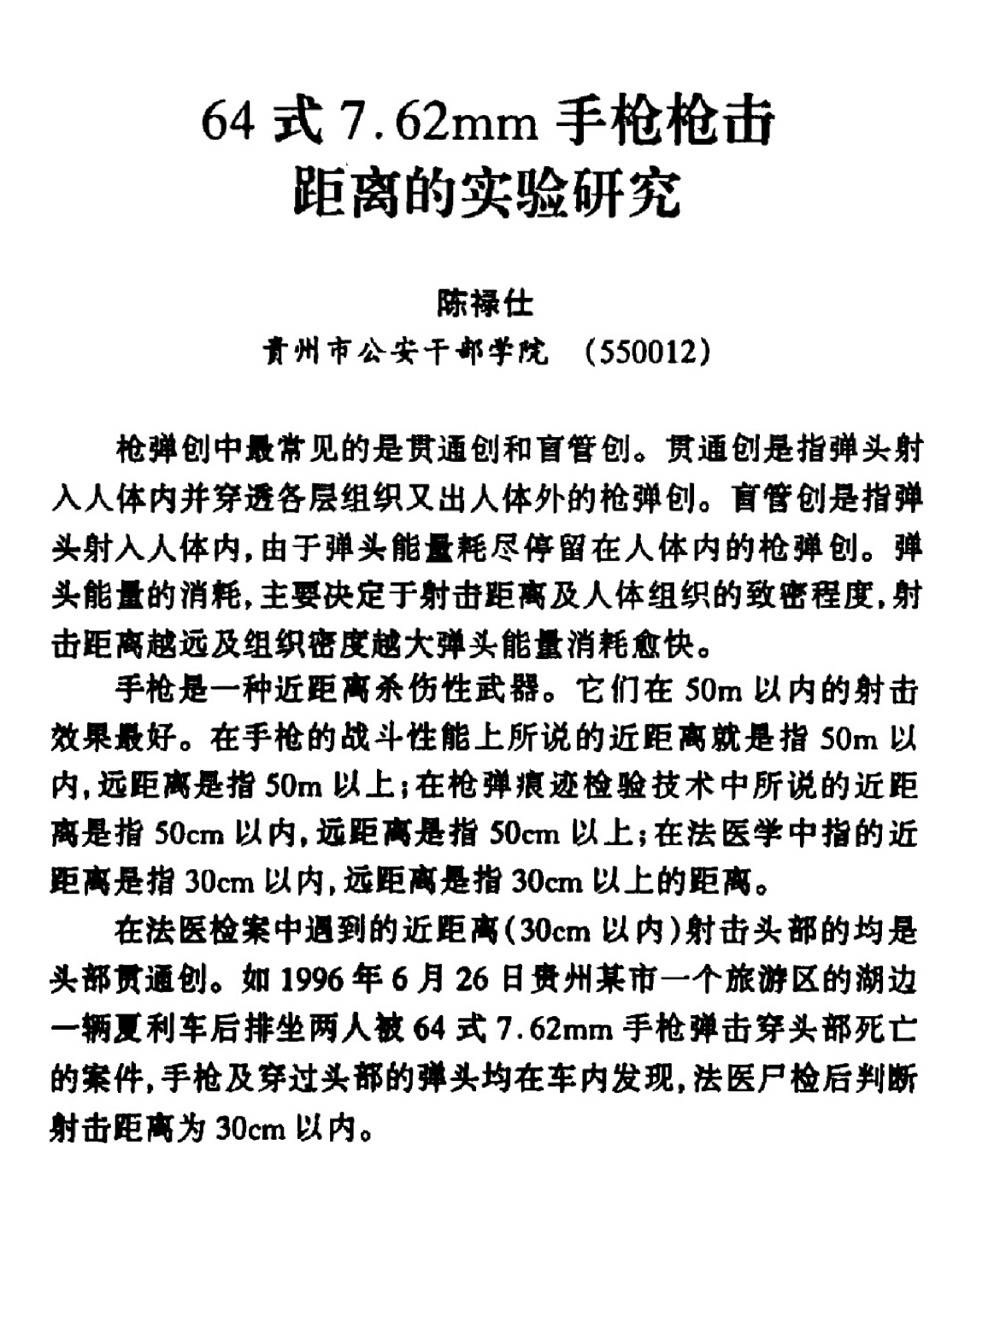 64 式 7.62mm 手枪枪击
距离的实验研究
陈禄仕
贵州市公安干部学院 (550012)
枪弹创中最常见的是贯通创和盲管创。贯通创是指弹头射
入人体内并穿透各层组织又出人体外的枪弹创。盲管创是指弹
头射入人体内,由于弹头能量耗尽停留在人体内的枪弹创。弹
头能量的消耗,主要决定于射击距离及人体组织的致密程度,射
击距离越远及组织密度越大弹头能量消耗愈快。
手枪是一种近距离杀伤性武器。它们在 50m 以内的射击
效果最好。在手枪的战斗性能上所说的近距离就是指 50m 以
内,远距离是指 50m 以上;在枪弹痕迹检验技术中所说的近距
离是指 50cm 以内,远距离是指 50cm 以上;在法医学中指的近
距离是指 30cm 以内,远距离是指 30cm 以上的距离。
在法医检案中遇到的近距离(30cm 以内)射击头部的均是
头部贯通创。如 1996 年 6 月 26 日贵州某市一个旅游区的湖边
一辆夏利车后排坐两人被 64 式 7.62mm 手枪弹击穿头部死亡
的案件,手枪及穿过头部的弹头均在车内发现,法医尸检后判断
射击距离为 30cm 以内。